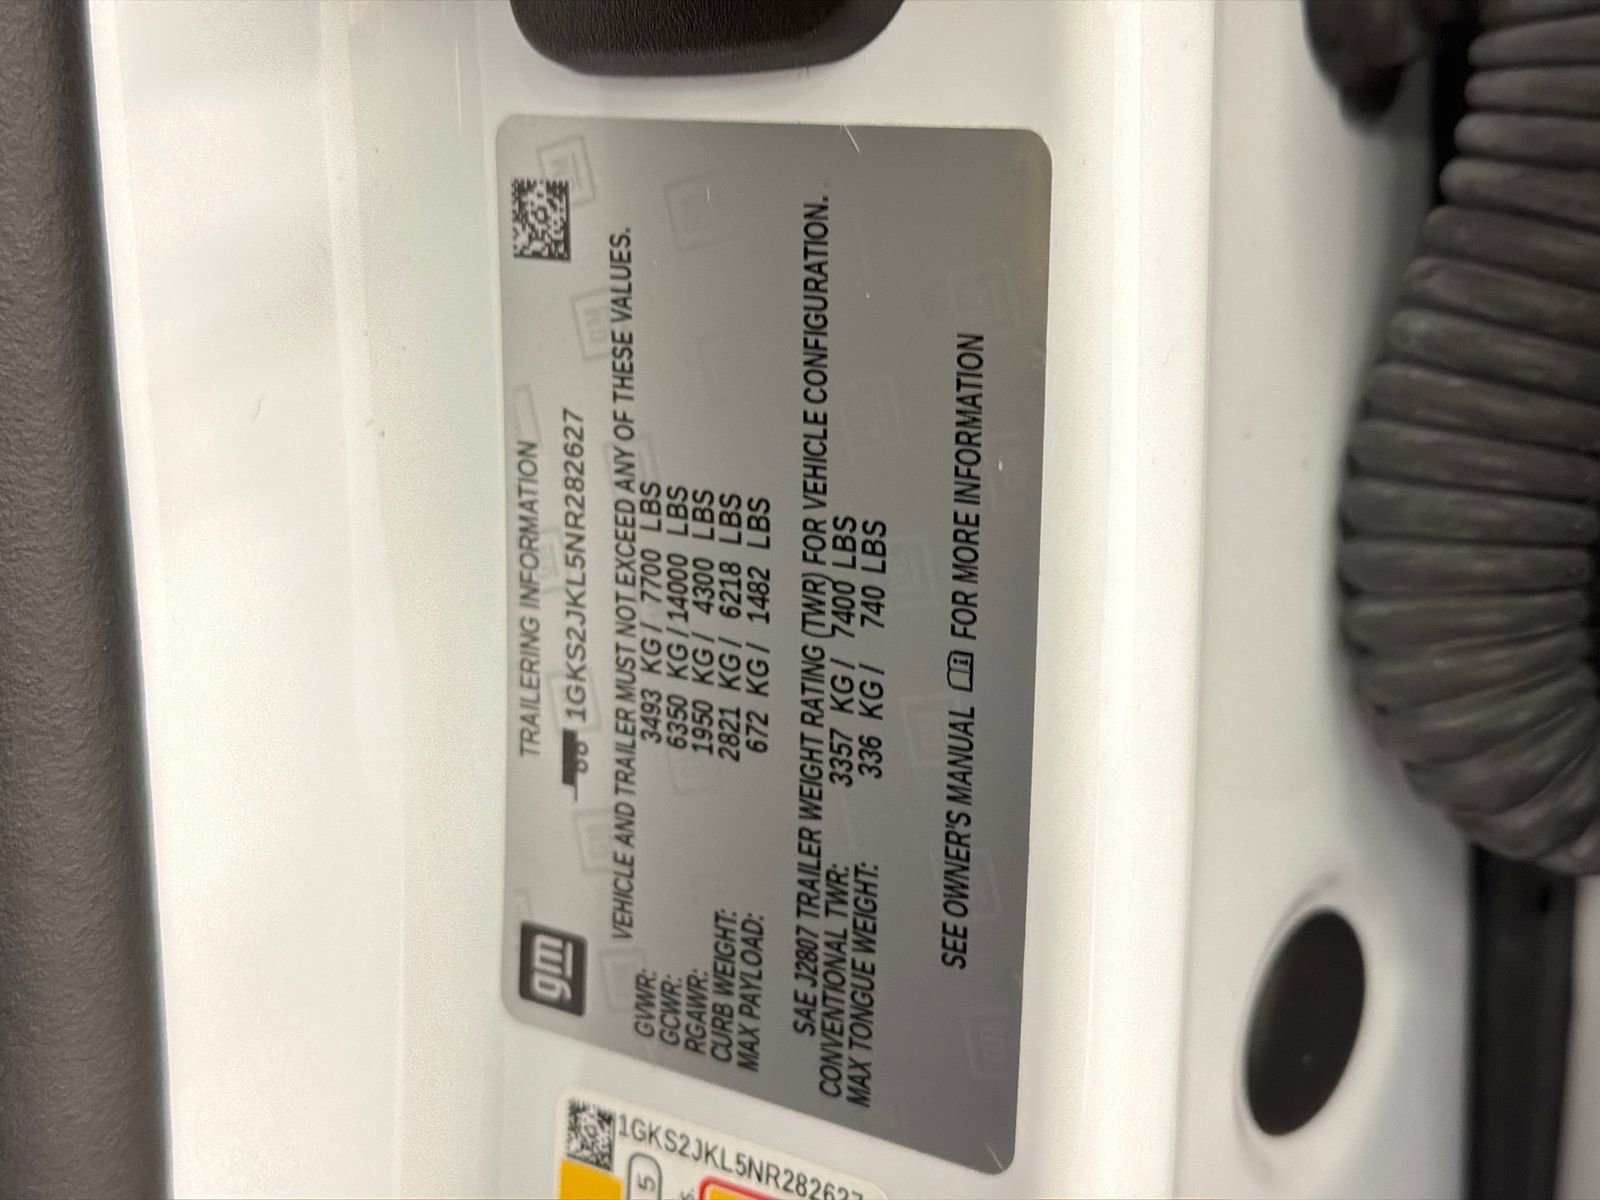 gm
TRAILERING INFORMATION
1GKS2JKL5NR282627
VEHICLE AND TRAILER MUST NOT EXCEED ANY OF THESE VALUES.
GVWR: 3493 KG / 7700 LBS
GCWR: 6350 KG / 14000 LBS
RGAWR: 1950 KG / 4300 LBS
CURB WEIGHT: 2821 KG / 6218 LBS
MAX PAYLOAD: 672 KG / 1482 LBS
SAE J2807 TRAILER WEIGHT RATING (TWR) FOR VEHICLE CONFIGURATION.
CONVENTIONAL TWR: 3357 KG / 7400 LBS
MAX TONGUE WEIGHT: 336 KG / 740 LBS
SEE OWNER'S MANUAL FOR MORE INFORMATION
1GKS2JKL5NR282627
5